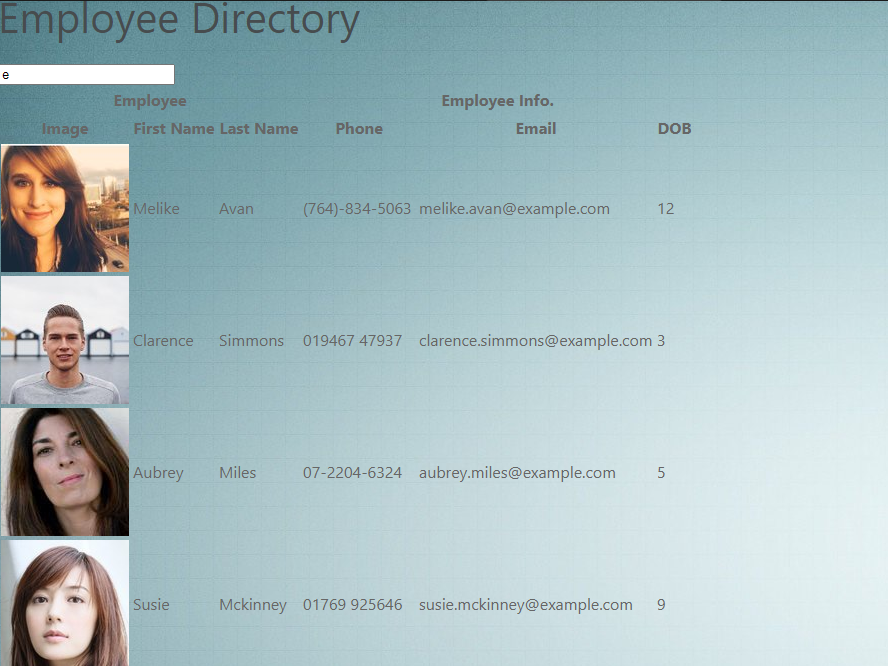 Employee Directory
e
Employee Employee Info.
Image First Name Last Name Phone Email DOB
Melike Avan (764)-834-5063 melike.avan@example.com 12
Clarence Simmons 019467 47937 clarence.simmons@example.com 3
Aubrey Miles 07-2204-6324 aubrey.miles@example.com 5
Susie Mckinney 01769 925646 susie.mckinney@example.com 9